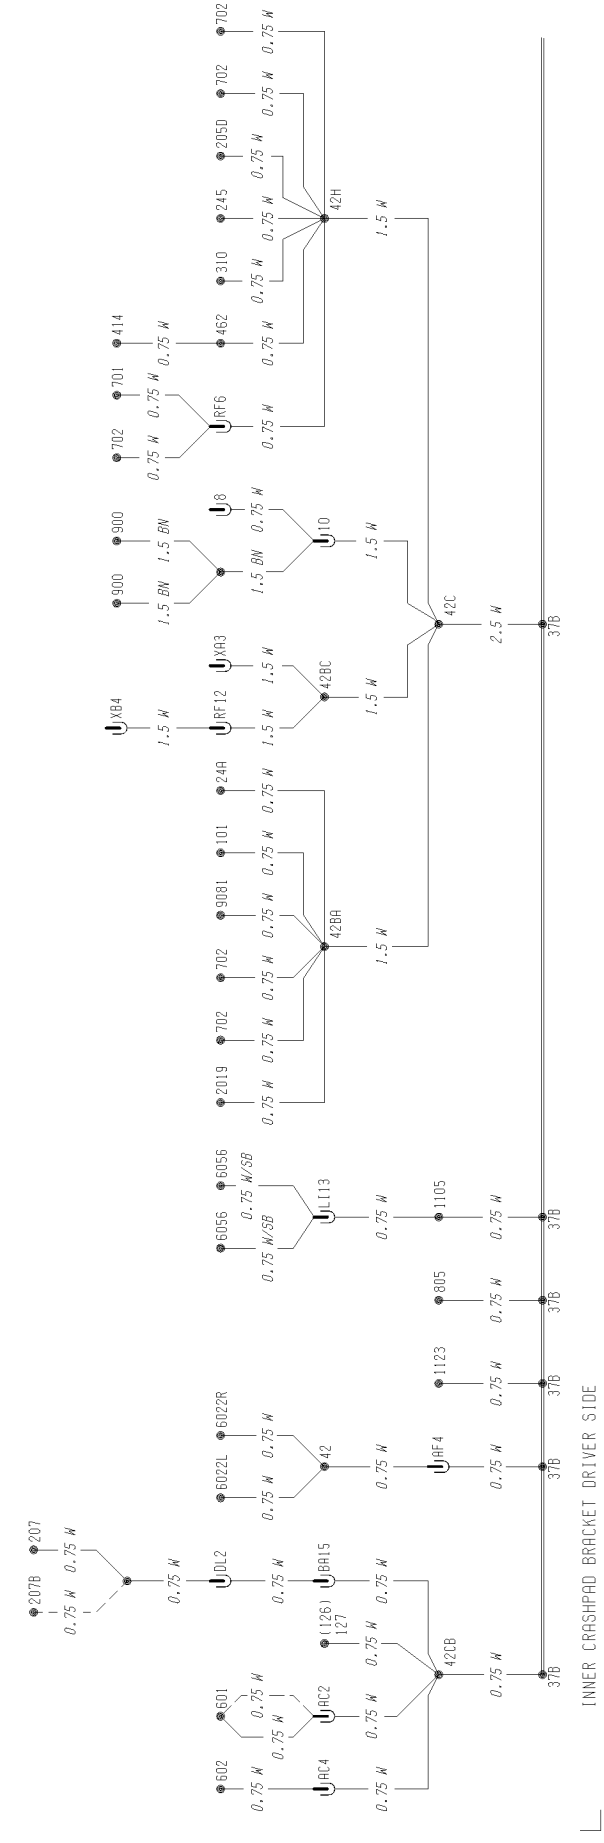 702
0.75 W
702
0.75 W
205D
0.75 W
245
0.75 W
42H
1.5 W
310
0.75 W
414
0.75 W
462
0.75 W
701
0.75 W
RF6
0.75 W
702
0.75 W
8
0.75 W
900
1.5 BN
10
1.5 W
1.5 BN
900
1.5 BN
42C
2.5 W
37B
XA3
1.5 W
42BC
1.5 W
XB4
1.5 W
RF12
1.5 W
24A
0.75 W
101
0.75 W
9081
0.75 W
42BA
1.5 W
702
0.75 W
702
0.75 W
2019
0.75 W
6056
0.75 W/SB
LI13
0.75 W
1105
0.75 W
37B
6056
0.75 W/SB
805
0.75 W
37B
1123
0.75 W
37B
6022R
0.75 W
42
0.75 W
AF4
0.75 W
37B
6022L
0.75 W
207
0.75 W
0.75 W
DL2
0.75 W
BA15
0.75 W
207B
0.75 W
(126)
127
0.75 W
42CB
0.75 W
37B
601
0.75 W
0.75 W
AC2
0.75 W
602
0.75 W
AC4
0.75 W
INNER CRASHPAD BRACKET DRIVER SIDE